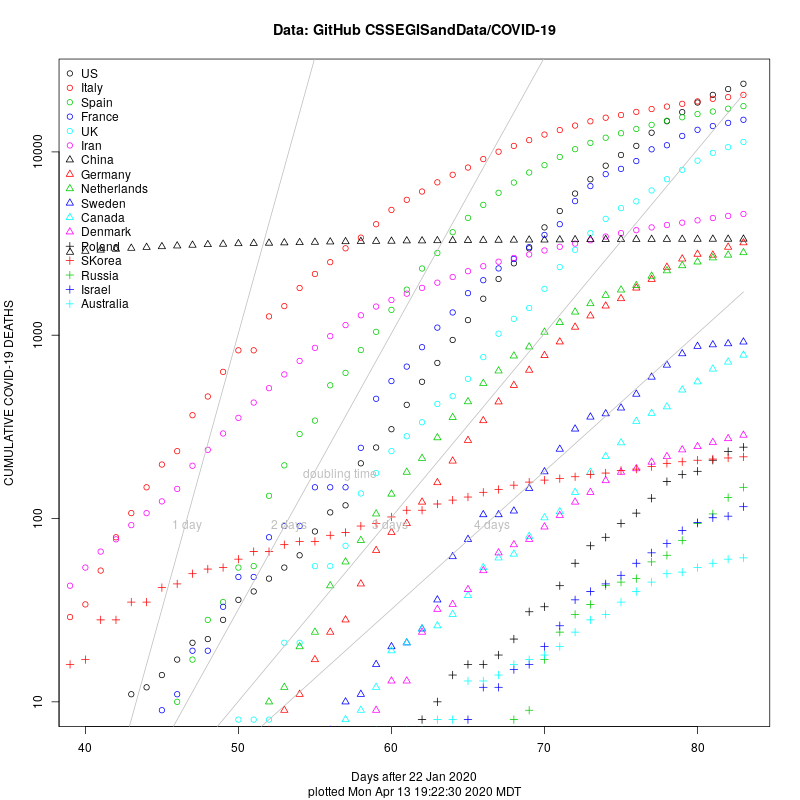 Data: GitHub CSSEGISandData/COVID-19
US
Italy
Spain
France
UK
Iran
China
Germany
Netherlands
Sweden
Canada
Denmark
Poland
SKorea
Russia
Israel
Australia
CUMULATIVE COVID-19 DEATHS
10000
1000
100
10
doubling time
1 day
2 days
3 days
4 days
40 50 60 70 80
Days after 22 Jan 2020
plotted Mon Apr 13 19:22:30 2020 MDT